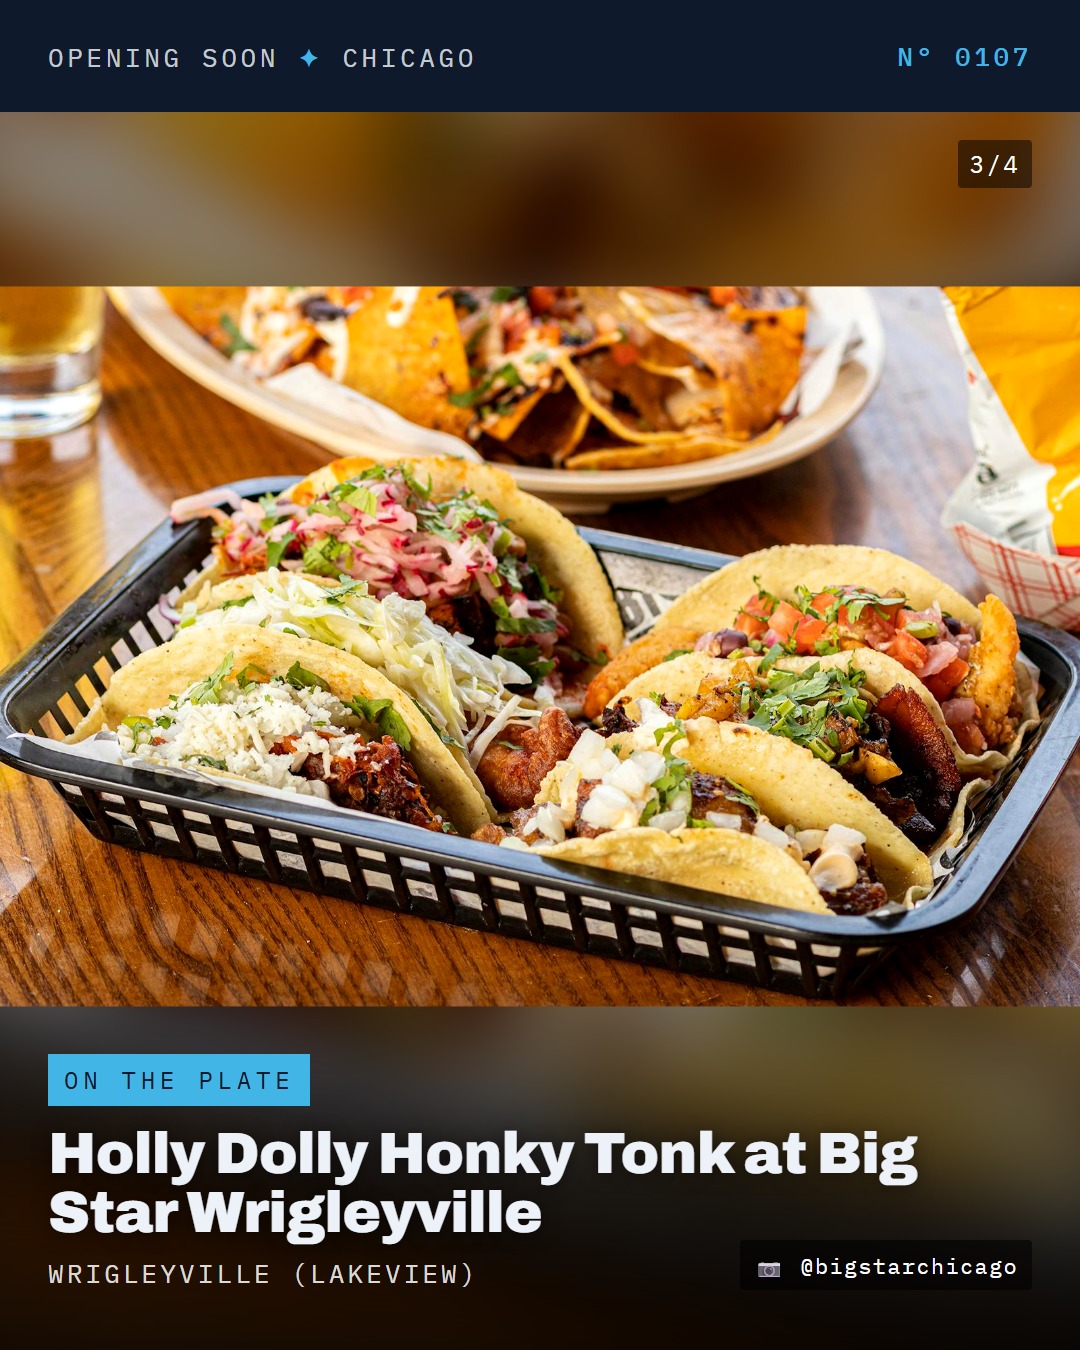 OPENING SOON ✦ CHICAGO
N° 0107
3/4
ON THE PLATE
Holly Dolly Honky Tonk at Big
Star Wrigleyville
WRIGLEYVILLE (LAKEVIEW)
📷 @bigstarchicago